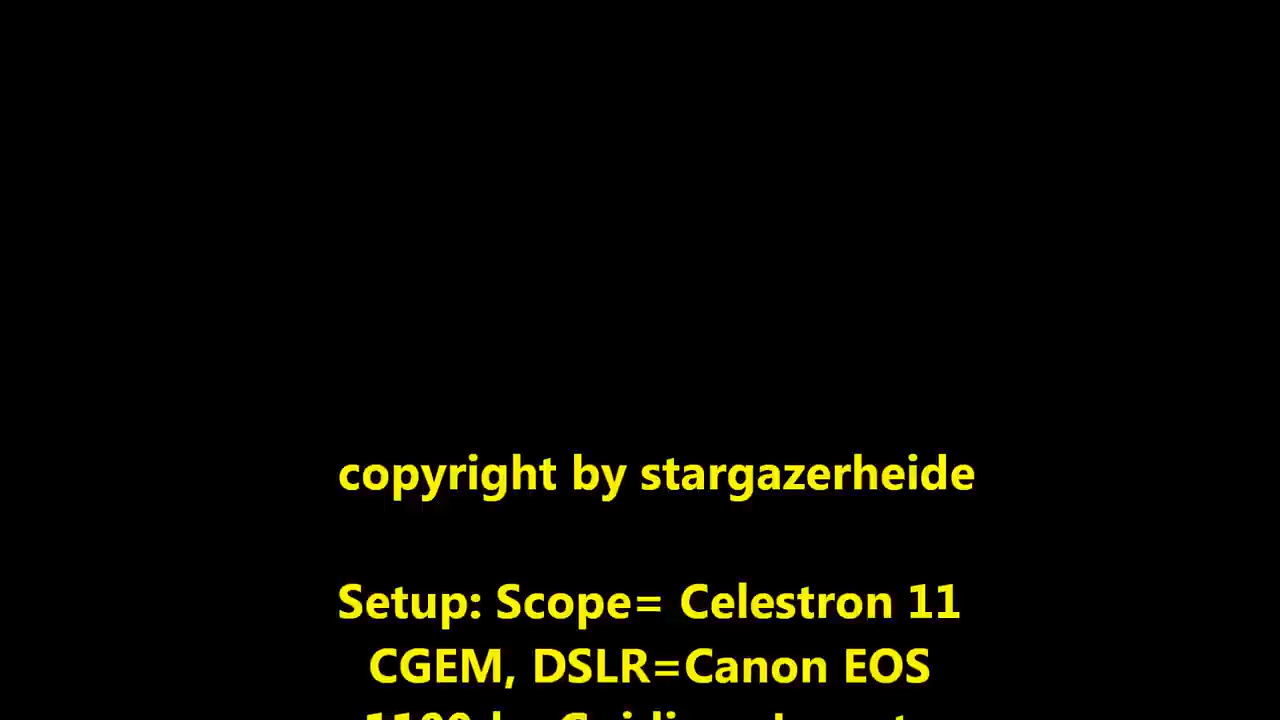 copyright by stargazerheide
Setup: Scope= Celestron 11
CGEM, DSLR=Canon EOS